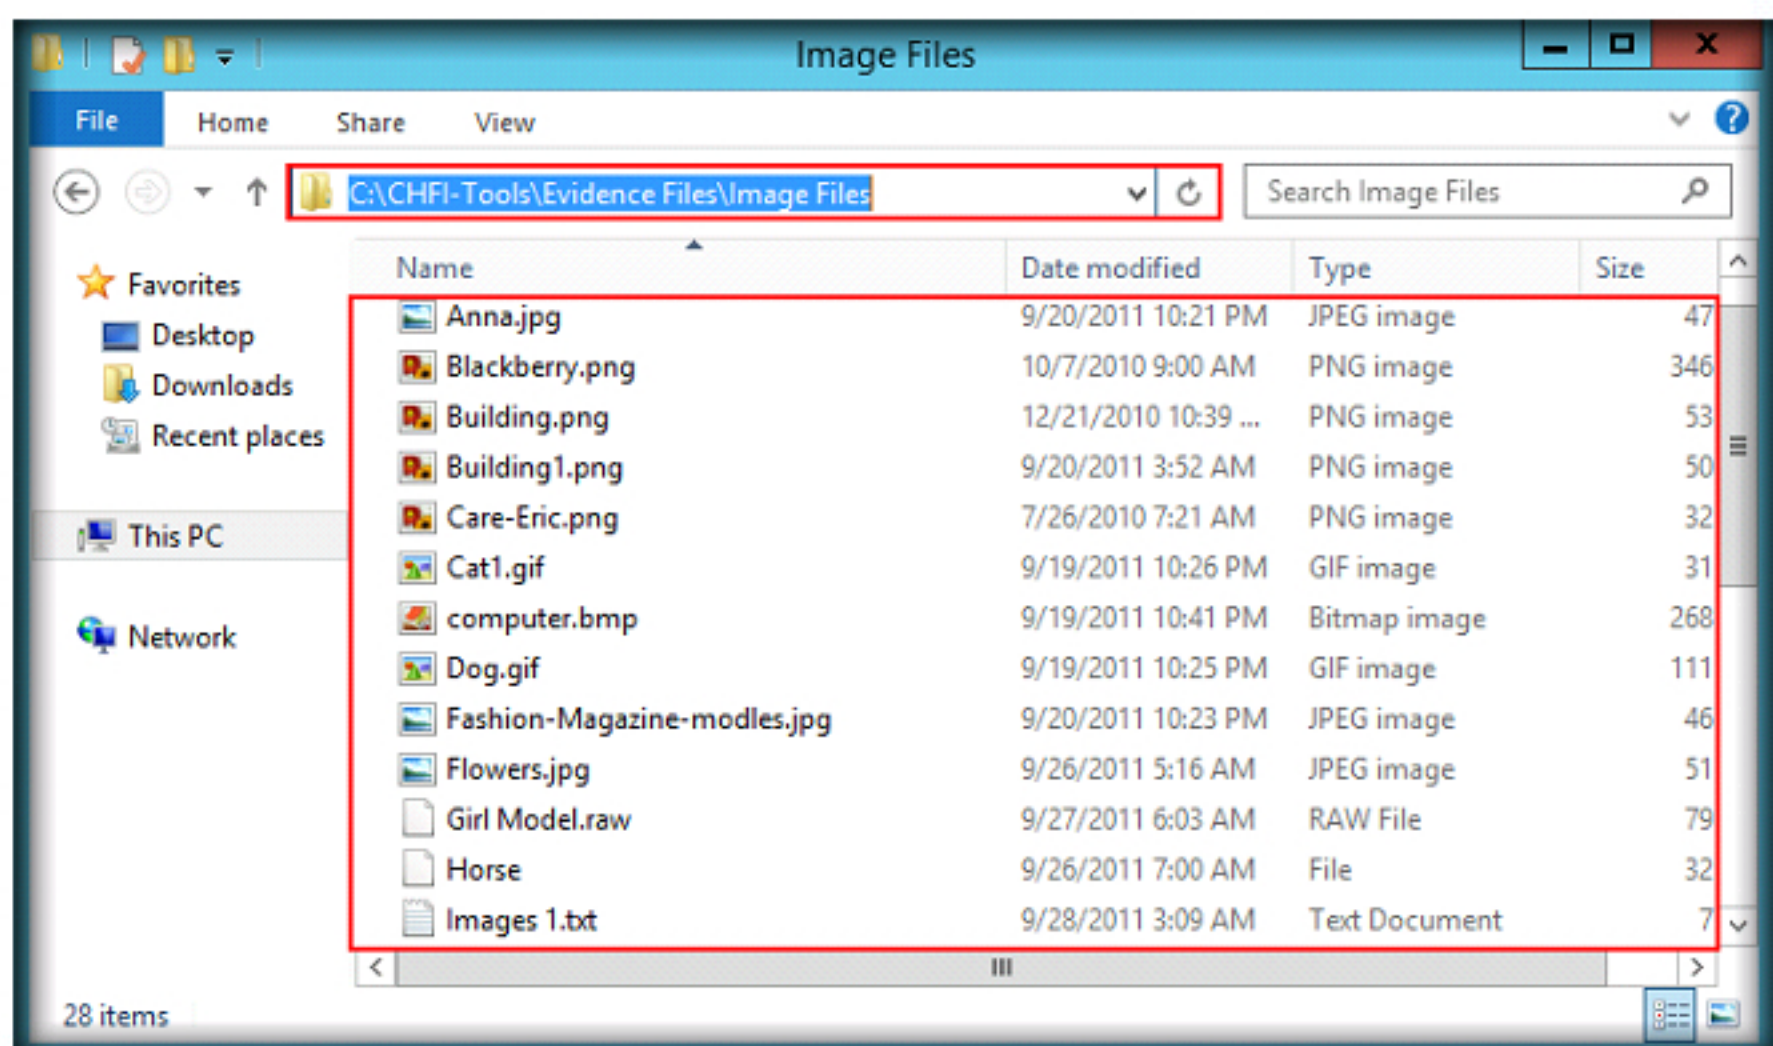 Image Files
File Home Share View
C:\CHFI-Tools\Evidence Files\Image Files Search Image Files
Name Date modified Type Size
Favorites
Desktop
Downloads
Recent places
This PC
Network
Anna.jpg 9/20/2011 10:21 PM JPEG image 47
Blackberry.png 10/7/2010 9:00 AM PNG image 346
Building.png 12/21/2010 10:39 ... PNG image 53
Building1.png 9/20/2011 3:52 AM PNG image 50
Care-Eric.png 7/26/2010 7:21 AM PNG image 32
Cat1.gif 9/19/2011 10:26 PM GIF image 31
computer.bmp 9/19/2011 10:41 PM Bitmap image 268
Dog.gif 9/19/2011 10:25 PM GIF image 111
Fashion-Magazine-modles.jpg 9/20/2011 10:23 PM JPEG image 46
Flowers.jpg 9/26/2011 5:16 AM JPEG image 51
Girl Model.raw 9/27/2011 6:03 AM RAW File 79
Horse 9/26/2011 7:00 AM File 32
Images 1.txt 9/28/2011 3:09 AM Text Document 7
28 items